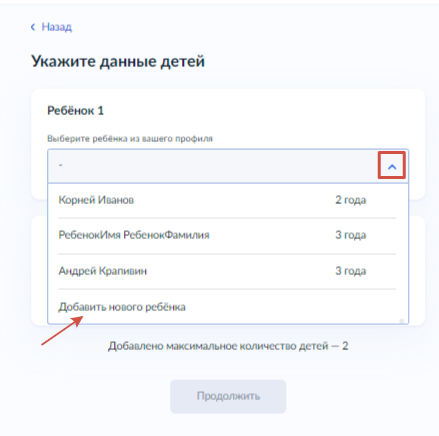 Назад
Укажите данные детей
Ребёнок 1
Выберите ребёнка из вашего профиля
-
Корней Иванов 2 года
РебенокИмя РебенокФамилия 3 года
Андрей Крапивин 3 года
Добавить нового ребёнка
Добавлено максимальное количество детей — 2
Продолжить